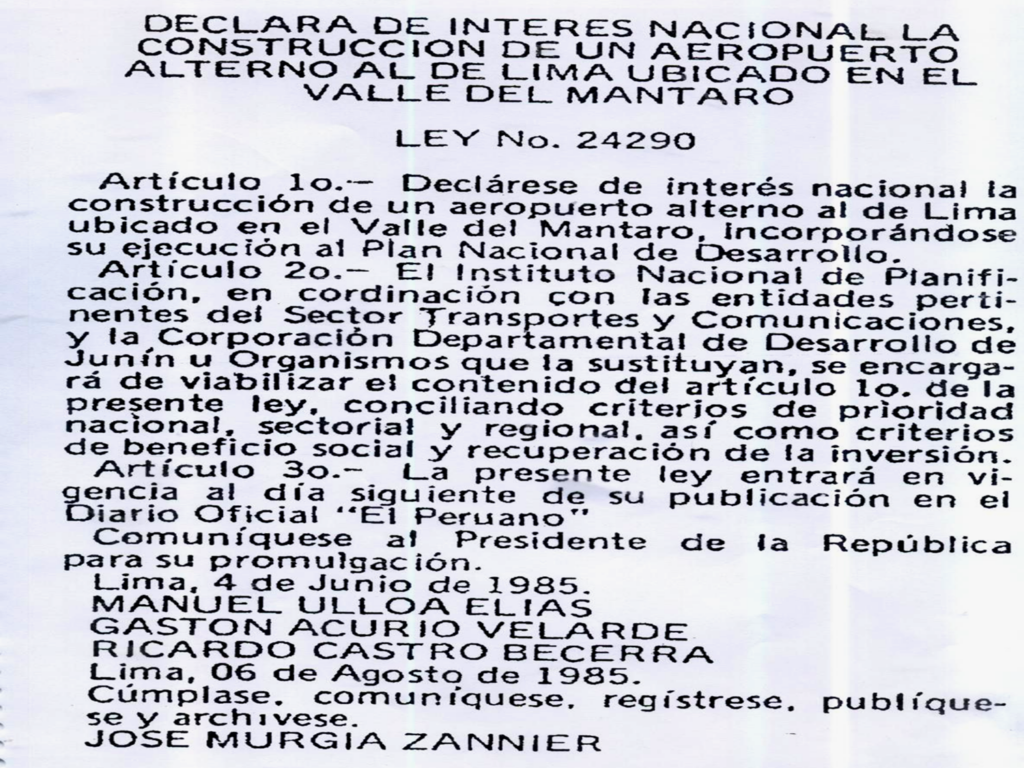 DECLARA DE INTERES NACIONAL LA
CONSTRUCCION DE UN AEROPUERTO
ALTERNO AL DE LIMA UBICADO EN EL
VALLE DEL MANTARO
LEY No. 24290
Artículo 1o.- Declárese de interés nacional la
construcción de un aeropuerto alterno al de Lima
ubicado en el Valle del Mantaro, incorporándose
su ejecución al Plan Nacional de Desarrollo.
Artículo 2o.- El Instituto Nacional de Planifi-
cación, en cordinación con las entidades perti-
nentes del Sector Transportes y Comunicaciones,
y la Corporación Departamental de Desarrollo de
Junín u Organismos que la sustituyan, se encarga-
rá de viabilizar el contenido del artículo 1o. de la
presente ley, conciliando criterios de prioridad
nacional, sectorial y regional, así como criterios
de beneficio social y recuperación de la inversión.
Artículo 3o.- La presente ley entrará en vi-
gencia al día siguiente de su publicación en el
Diario Oficial "El Peruano"
Comuníquese al Presidente de la República
para su promulgación.
Lima, 4 de Junio de 1985.
MANUEL ULLOA ELIAS
GASTON ACURIO VELARDE
RICARDO CASTRO BECERRA
Lima, 06 de Agosto de 1985.
Cúmplase, comuníquese, regístrese, publíque-
se y archivese.
JOSE MURGIA ZANNIER